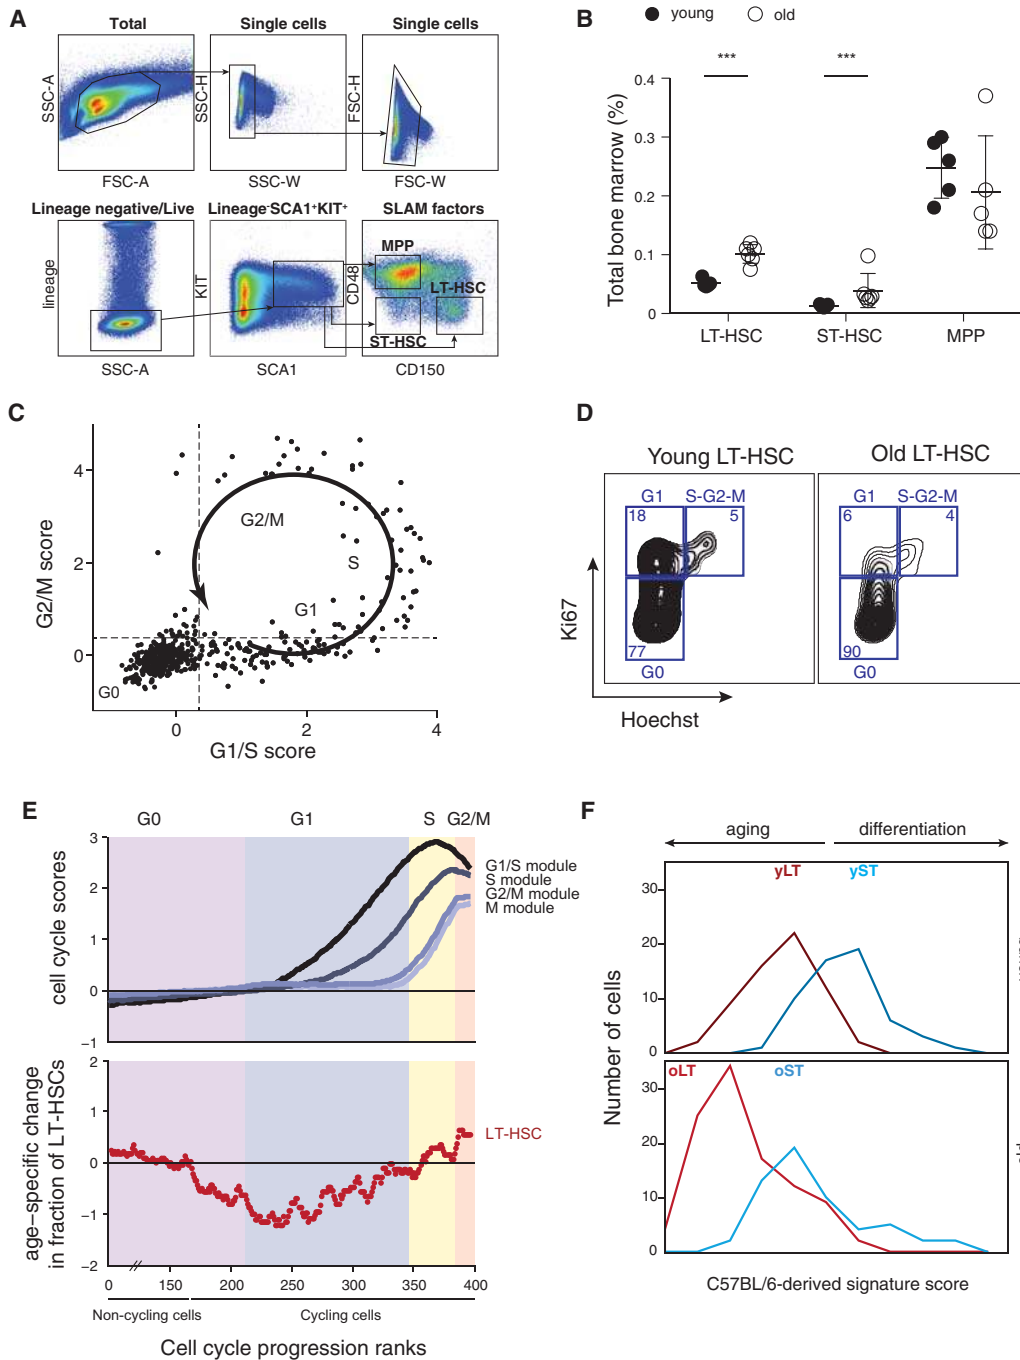 A
Total
Single cells
Single cells
SSC-A
SSC-H
FSC-H
FSC-A
SSC-W
FSC-W
Lineage negative/Live
Lineage-SCA1+KIT+
SLAM factors
lineage
KIT
CD48
MPP
LT-HSC
ST-HSC
SSC-A
SCA1
CD150
B
young
old
***
***
Total bone marrow (%)
0.4
0.3
0.2
0.1
0
LT-HSC
ST-HSC
MPP
C
G2/M score
4
2
0
G2/M
S
G1
G0
0
2
4
G1/S score
D
Young LT-HSC
Old LT-HSC
G1
S-G2-M
18
5
77
G0
G1
S-G2-M
6
4
90
G0
Ki67
Hoechst
E
G0
G1
S
G2/M
cell cycle scores
3
2
1
0
−1
G1/S module
S module
G2/M module
M module
age−specific change
in fraction of LT-HSCs
2
1
0
−1
−2
LT-HSC
0
150
200
250
300
350
400
Non-cycling cells
Cycling cells
Cell cycle progression ranks
F
aging
differentiation
yLT
yST
30
20
10
0
oLT
oST
30
20
10
0
Number of cells
old
C57BL/6-derived signature score